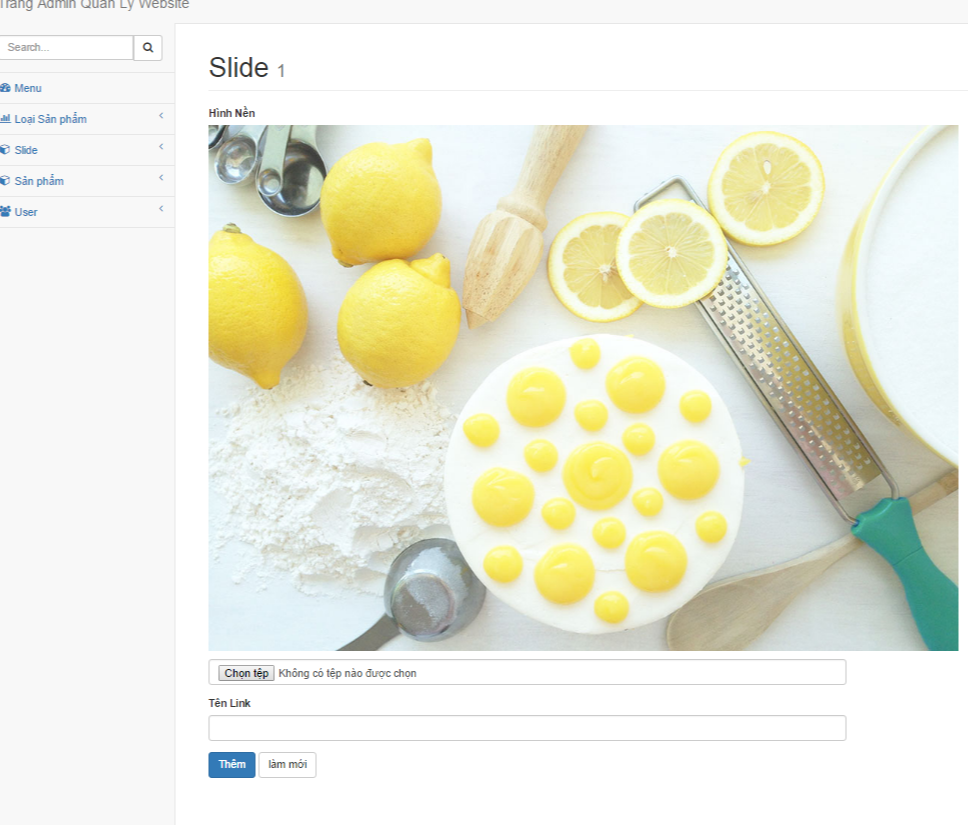 Trang Admin Quản Lý Website
Search...
Menu
Loại Sản phẩm
Slide
Sản phẩm
User
Slide 1
Hình Nền
Chọn tệp Không có tệp nào được chọn
Tên Link
Thêm làm mới